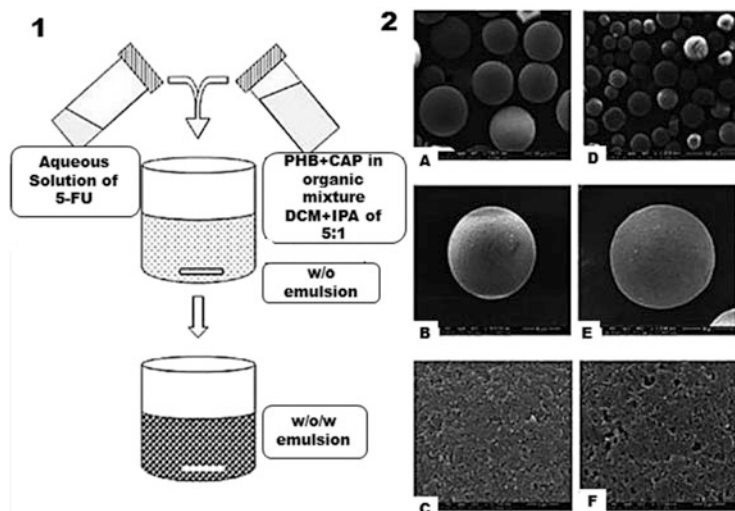 1
Aqueous
Solution of
5-FU
PHB+CAP in
organic
mixture
DCM+IPA of
5:1
w/o
emulsion
w/o/w
emulsion
2
A
D
B
E
C
F